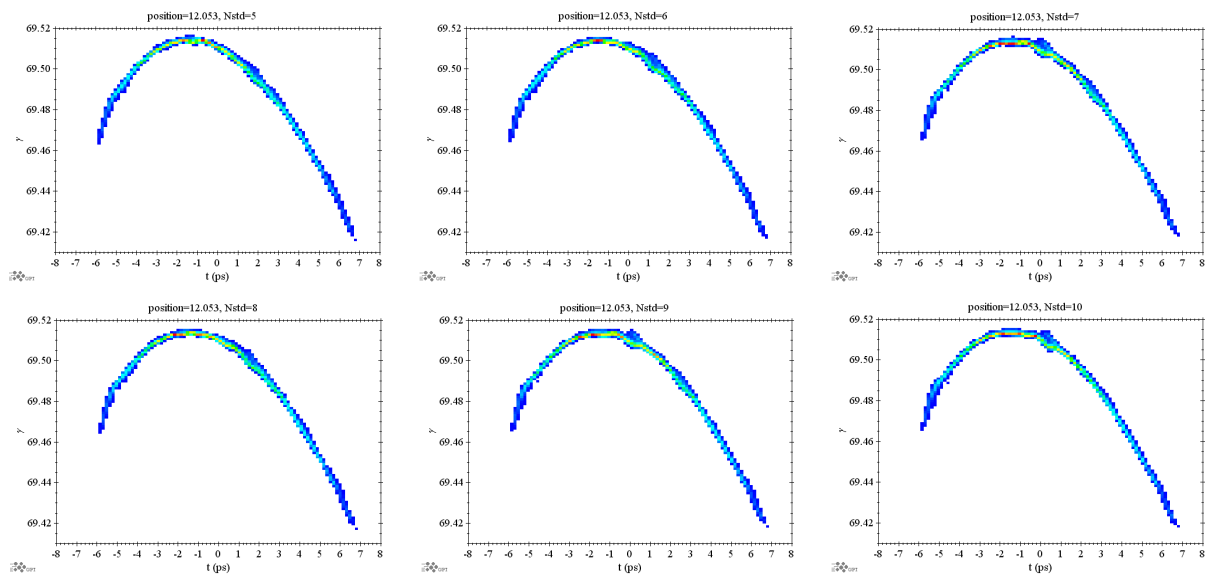 position=12.053, Nstd=5
69.52
69.50
69.48
69.46
69.44
69.42
γ
-8 -7 -6 -5 -4 -3 -2 -1 0 1 2 3 4 5 6 7 8
t (ps)
GPT
position=12.053, Nstd=6
69.52
69.50
69.48
69.46
69.44
69.42
γ
-8 -7 -6 -5 -4 -3 -2 -1 0 1 2 3 4 5 6 7 8
t (ps)
GPT
position=12.053, Nstd=7
69.52
69.50
69.48
69.46
69.44
69.42
γ
-8 -7 -6 -5 -4 -3 -2 -1 0 1 2 3 4 5 6 7 8
t (ps)
GPT
position=12.053, Nstd=8
69.52
69.50
69.48
69.46
69.44
69.42
γ
-8 -7 -6 -5 -4 -3 -2 -1 0 1 2 3 4 5 6 7 8
t (ps)
GPT
position=12.053, Nstd=9
69.52
69.50
69.48
69.46
69.44
69.42
γ
-8 -7 -6 -5 -4 -3 -2 -1 0 1 2 3 4 5 6 7 8
t (ps)
GPT
position=12.053, Nstd=10
69.52
69.50
69.48
69.46
69.44
69.42
γ
-8 -7 -6 -5 -4 -3 -2 -1 0 1 2 3 4 5 6 7 8
t (ps)
GPT